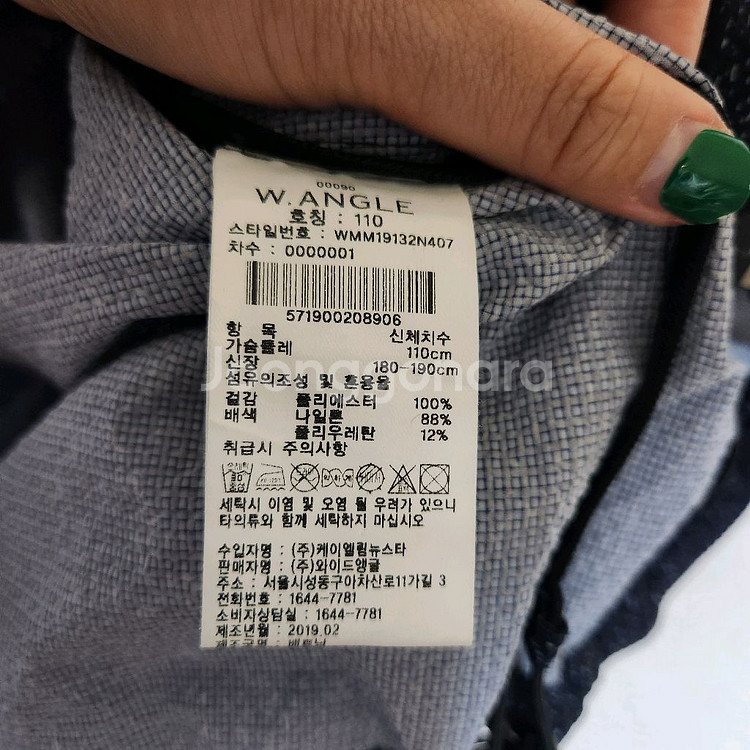 00090
W.ANGLE
호칭 : 110
스타일번호 : WMM19132N407
차수 : 0000001
571900208906
항 목 신체치수
가슴둘레 110cm
신장 180-190cm
섬유의조성 및 혼용율
겉감 폴리에스터 100%
배색 나일론 88%
폴리우레탄 12%
취급시 주의사항
세탁시 이염 및 오염 될 우려가 있으니
타의류와 함께 세탁하지 마십시오
수입자명 : (주)케이엘림뉴스타
판매자명 : (주)와이드앵글
주소 : 서울시성동구아차산로11가길 3
전화번호 : 1644-7781
소비자상담실 : 1644-7781
제조년월 : 2019.02
제조국명 : 베트남